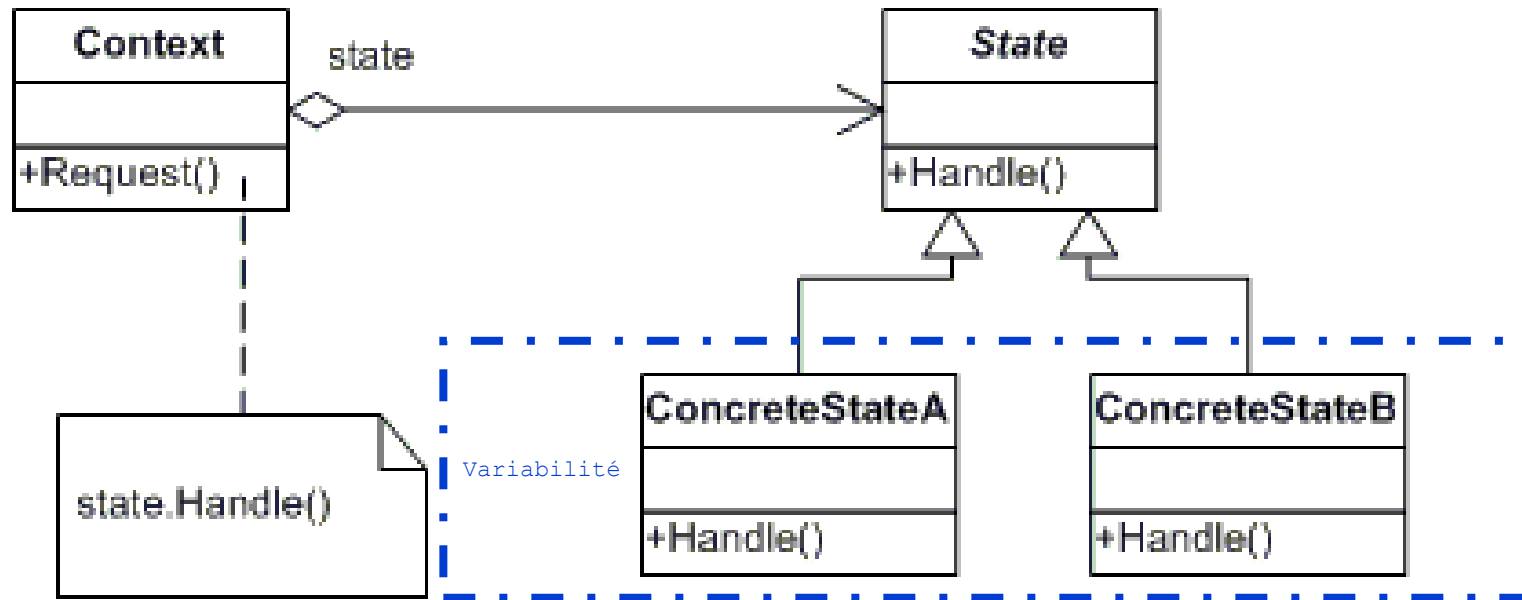 Context
state
State
+Request()
+Handle()
ConcreteStateA
ConcreteStateB
Variabilité
state.Handle()
+Handle()
+Handle()